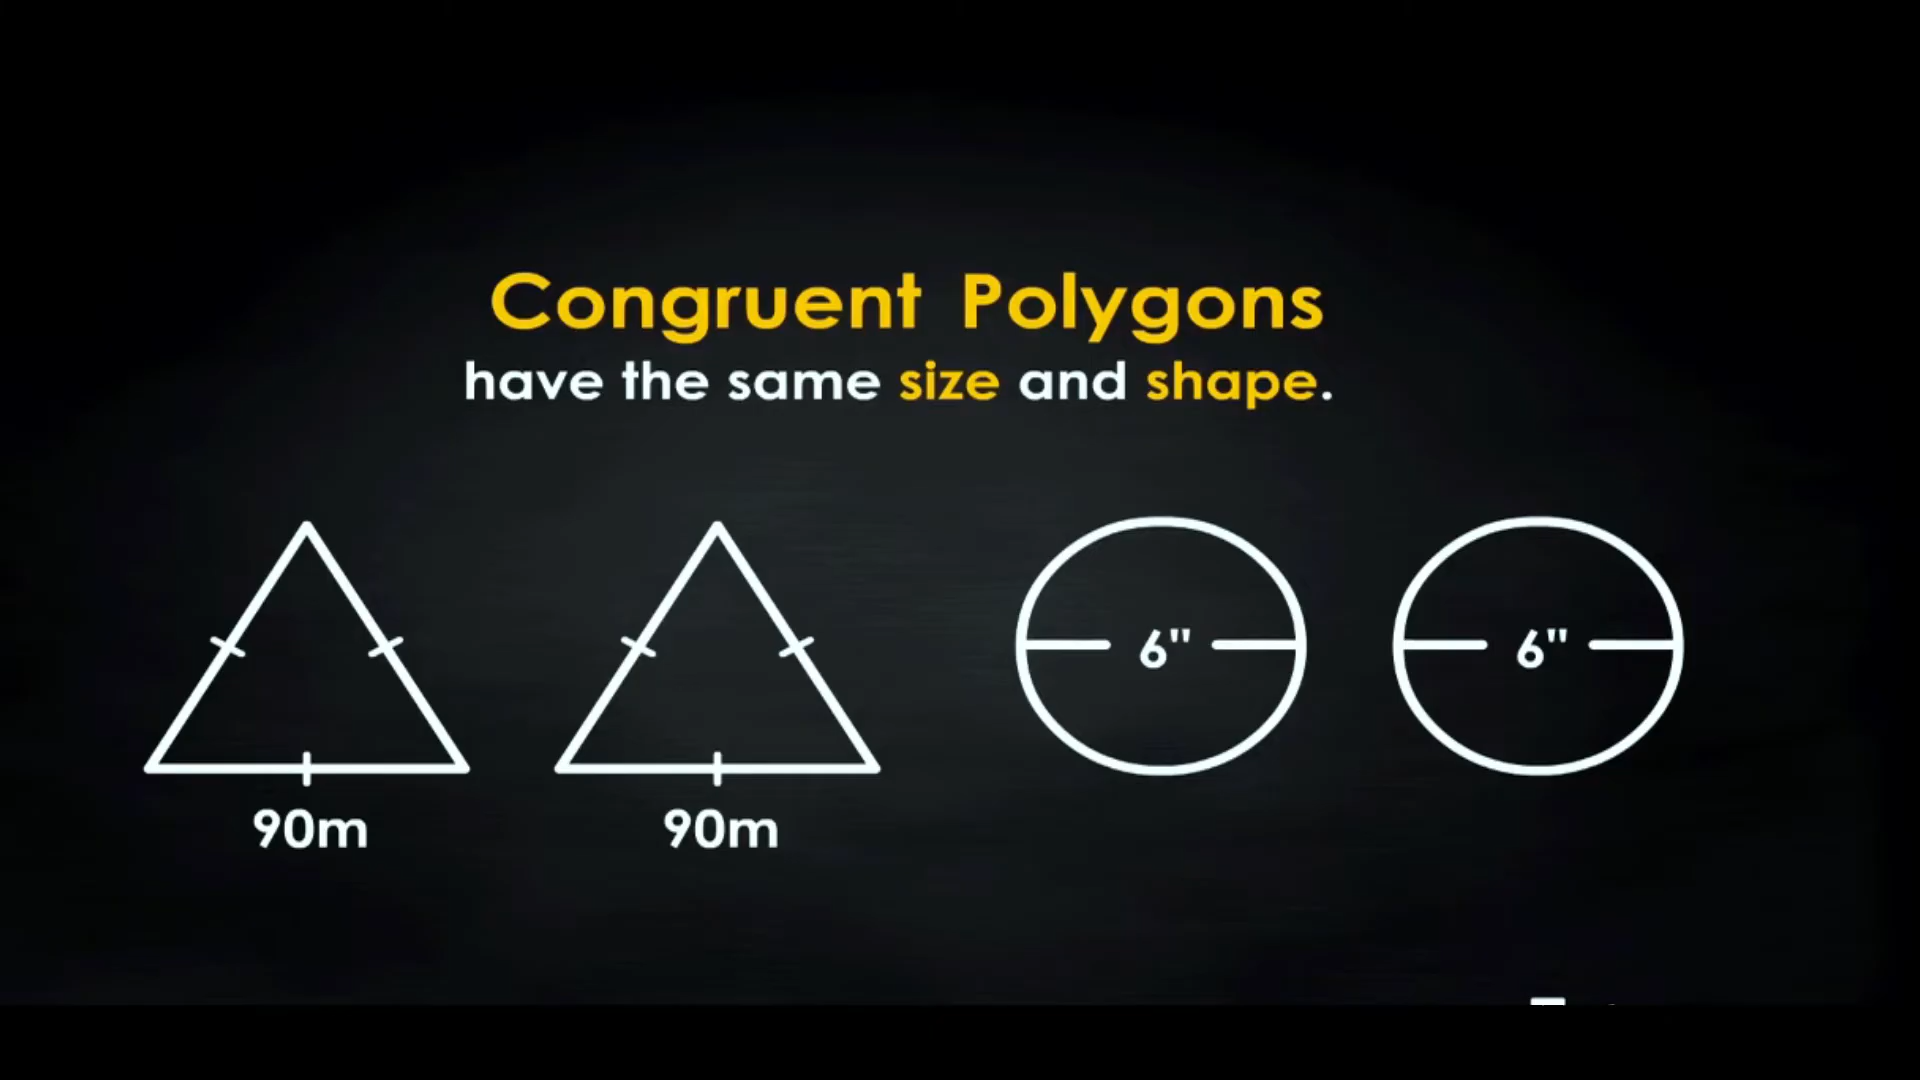 Congruent Polygons
have the same size and shape.
6" 6"
90m 90m